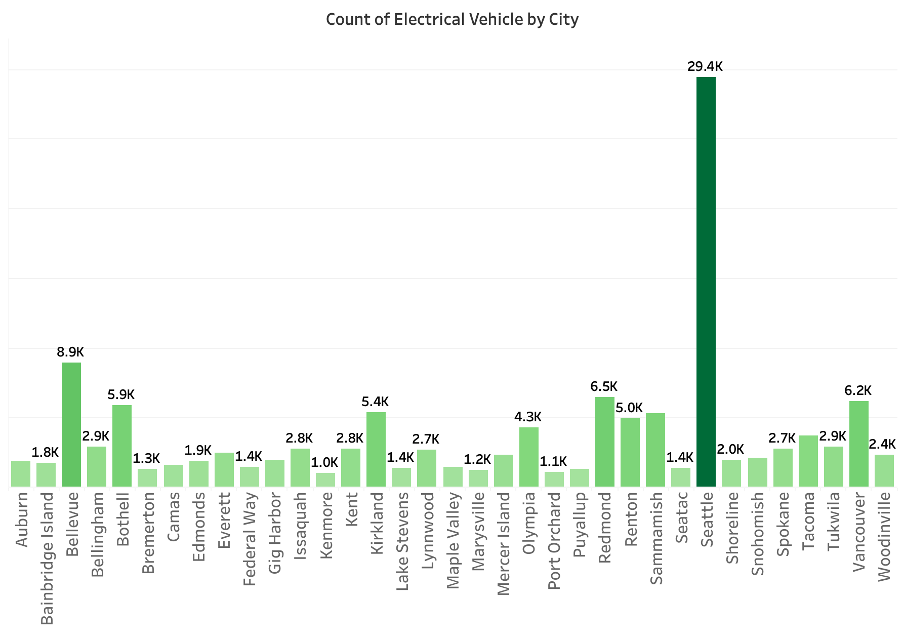 Count of Electrical Vehicle by City
29.4K
8.9K
6.5K
6.2K
5.9K
5.4K
5.0K
4.3K
2.9K
2.8K
2.8K
2.7K
2.7K
2.9K
2.4K
1.8K
1.3K
1.9K
1.4K
1.0K
1.4K
1.2K
1.1K
1.4K
2.0K
Auburn
Bainbridge Island
Bellevue
Bellingham
Bothell
Bremerton
Camas
Edmonds
Everett
Federal Way
Gig Harbor
Issaquah
Kenmore
Kent
Kirkland
Lake Stevens
Lynnwood
Maple Valley
Marysville
Mercer Island
Olympia
Port Orchard
Puyallup
Redmond
Renton
Sammamish
Seatac
Seattle
Shoreline
Snohomish
Spokane
Tacoma
Tukwila
Vancouver
Woodinville